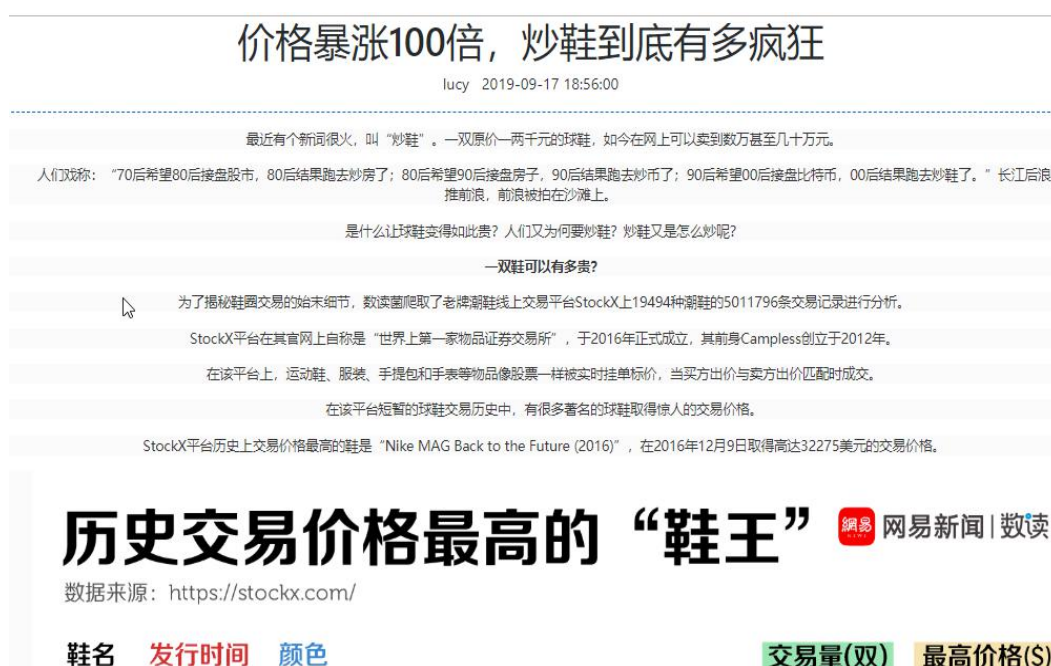 价格暴涨100倍，炒鞋到底有多疯狂
lucy 2019-09-17 18:56:00
最近有个新词很火，叫“炒鞋”。一双原价一两千元的球鞋，如今在网上可以卖到数万甚至几十万元。
人们戏称：“70后希望80后接盘股市，80后结果跑去炒房了；80后希望90后接盘房子，90后结果跑去炒币了；90后希望00后接盘比特币，00后结果跑去炒鞋了。”长江后浪
推前浪，前浪被拍在沙滩上。
是什么让球鞋变得如此贵？人们又为何要炒鞋？炒鞋又是怎么炒呢？
一双鞋可以有多贵？
为了揭秘鞋圈交易的始末细节，数读菌爬取了老牌潮鞋线上交易平台StockX上19494种潮鞋的5011796条交易记录进行分析。
StockX平台在其官网上自称是“世界上第一家物品证券交易所”，于2016年正式成立，其前身Campless创立于2012年。
在该平台上，运动鞋、服装、手提包和手表等物品像股票一样被实时挂单标价，当买方出价与卖方出价匹配时成交。
在该平台短暂的球鞋交易历史中，有很多著名的球鞋取得惊人的交易价格。
StockX平台历史上交易价格最高的鞋是“Nike MAG Back to the Future (2016)”，在2016年12月9日取得高达32275美元的交易价格。
历史交易价格最高的“鞋王” 網易 NEWS 网易新闻|数读
数据来源：https://stockx.com/
鞋名 发行时间 颜色 交易量(双) 最高价格($)